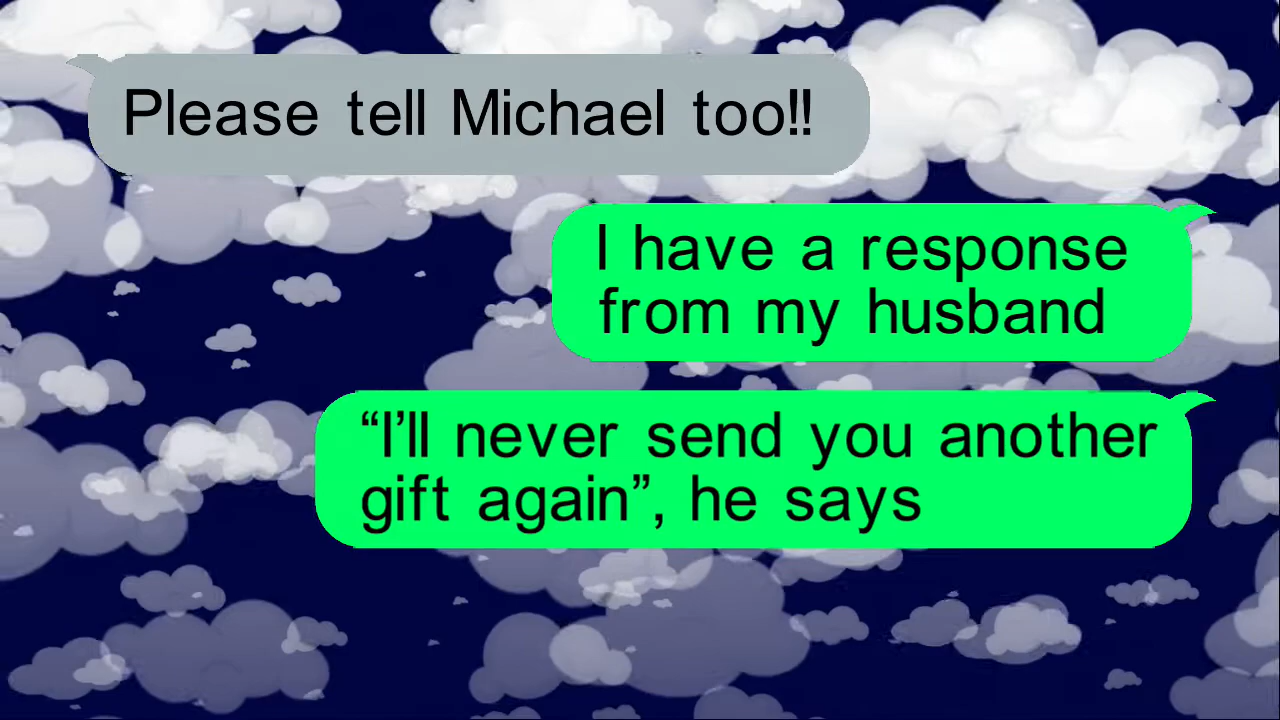 Please tell Michael too!!
I have a response
from my husband
“I’ll never send you another
gift again”, he says